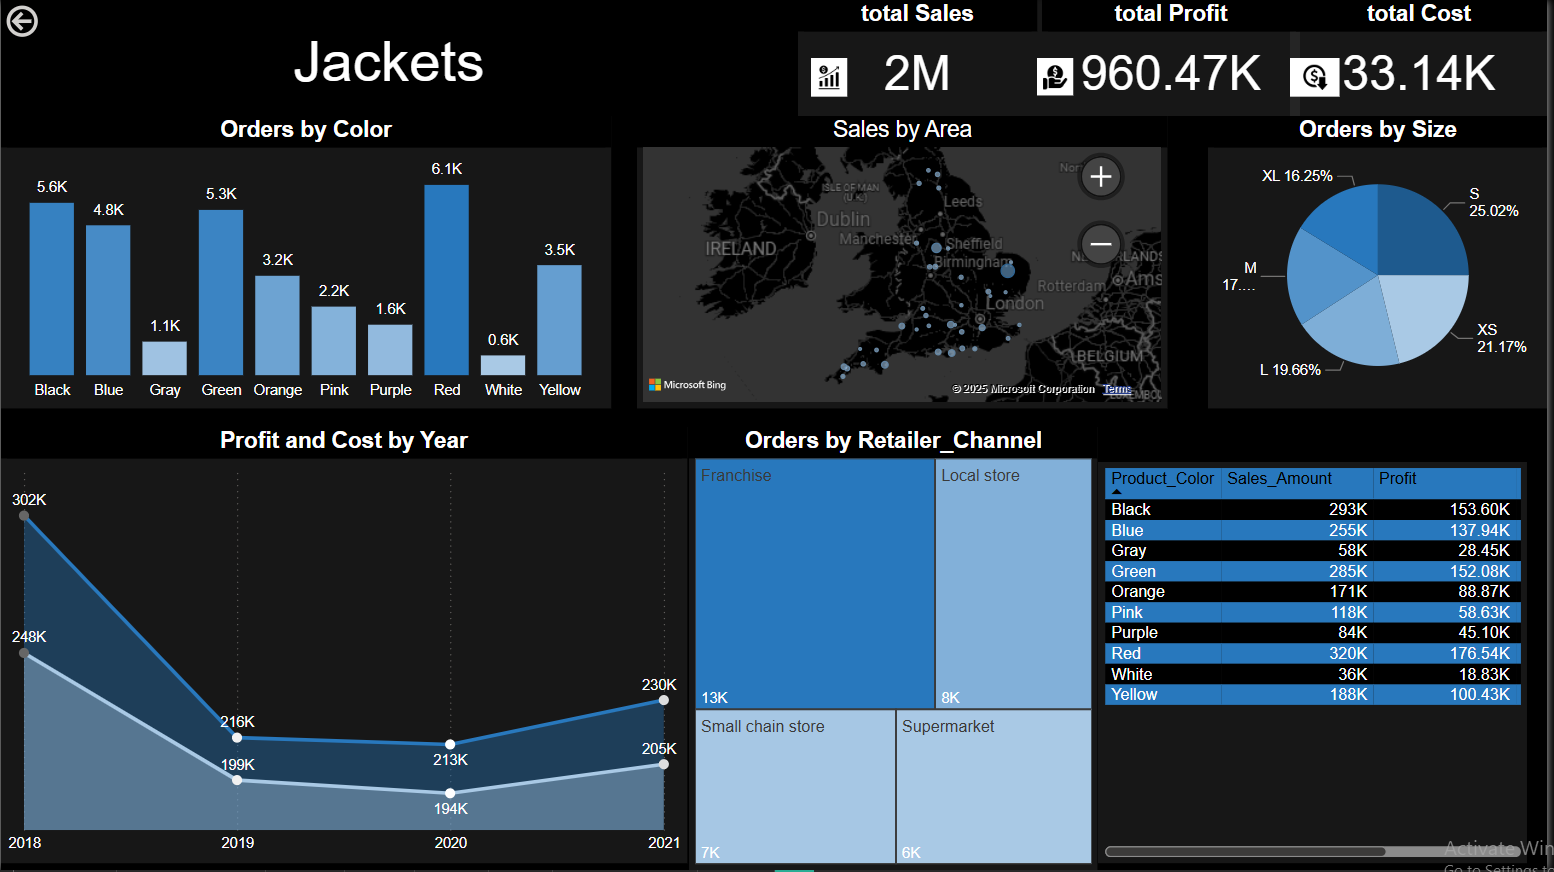 total Sales
total Profit
total Cost
Jackets
2M
960.47K
33.14K
Orders by Color
Sales by Area
Orders by Size
5.6K
4.8K
1.1K
5.3K
3.2K
2.2K
1.6K
6.1K
0.6K
3.5K
Black
Blue
Gray
Green
Orange
Pink
Purple
Red
White
Yellow
ISLE OF MAN
(U.K.)
Leeds
Dublin
Manchester
IRELAND
Sheffield
Birmingham
Rotterdam
Ams
London
BELGIUM
Microsoft Bing
© 2025 Microsoft Corporation Terms
XL 16.25%
S
25.02%
M
17....
XS
21.17%
L 19.66%
Profit and Cost by Year
302K
248K
216K
199K
213K
194K
230K
205K
2018
2019
2020
2021
Orders by Retailer_Channel
Franchise
13K
Local store
8K
Small chain store
7K
Supermarket
6K
Product_Color Sales_Amount Profit
Black 293K 153.60K
Blue 255K 137.94K
Gray 58K 28.45K
Green 285K 152.08K
Orange 171K 88.87K
Pink 118K 58.63K
Purple 84K 45.10K
Red 320K 176.54K
White 36K 18.83K
Yellow 188K 100.43K
Activate Win